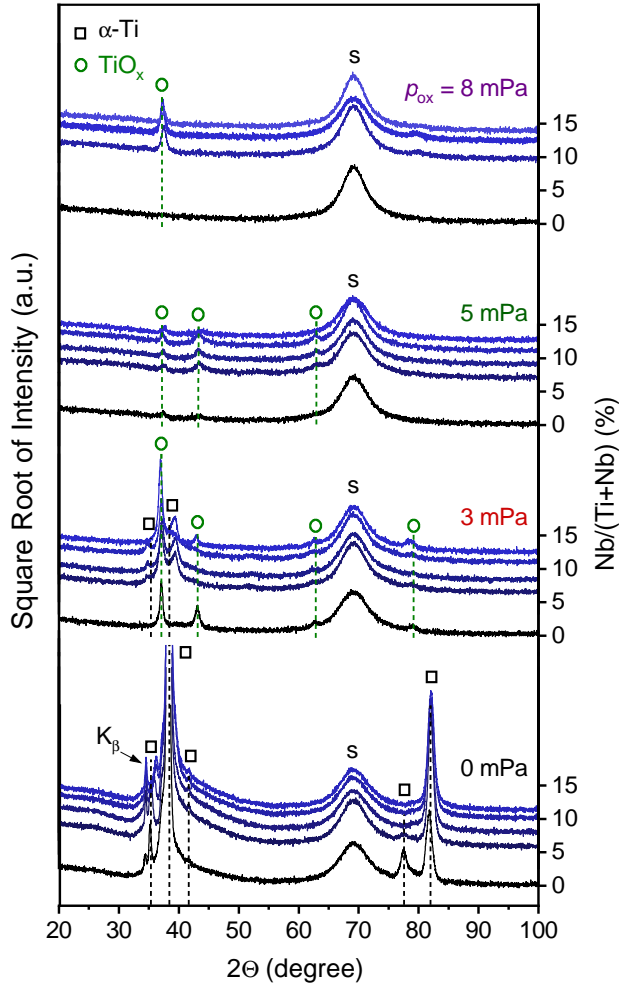 α-Ti
TiOx
s
pox = 8 mPa
15
10
5
0
s
5 mPa
15
10
5
0
s
3 mPa
15
10
5
0
Kβ
s
0 mPa
15
10
5
0
20 30 40 50 60 70 80 90 100
2Θ (degree)
Square Root of Intensity (a.u.)
Nb/(Ti+Nb) (%)